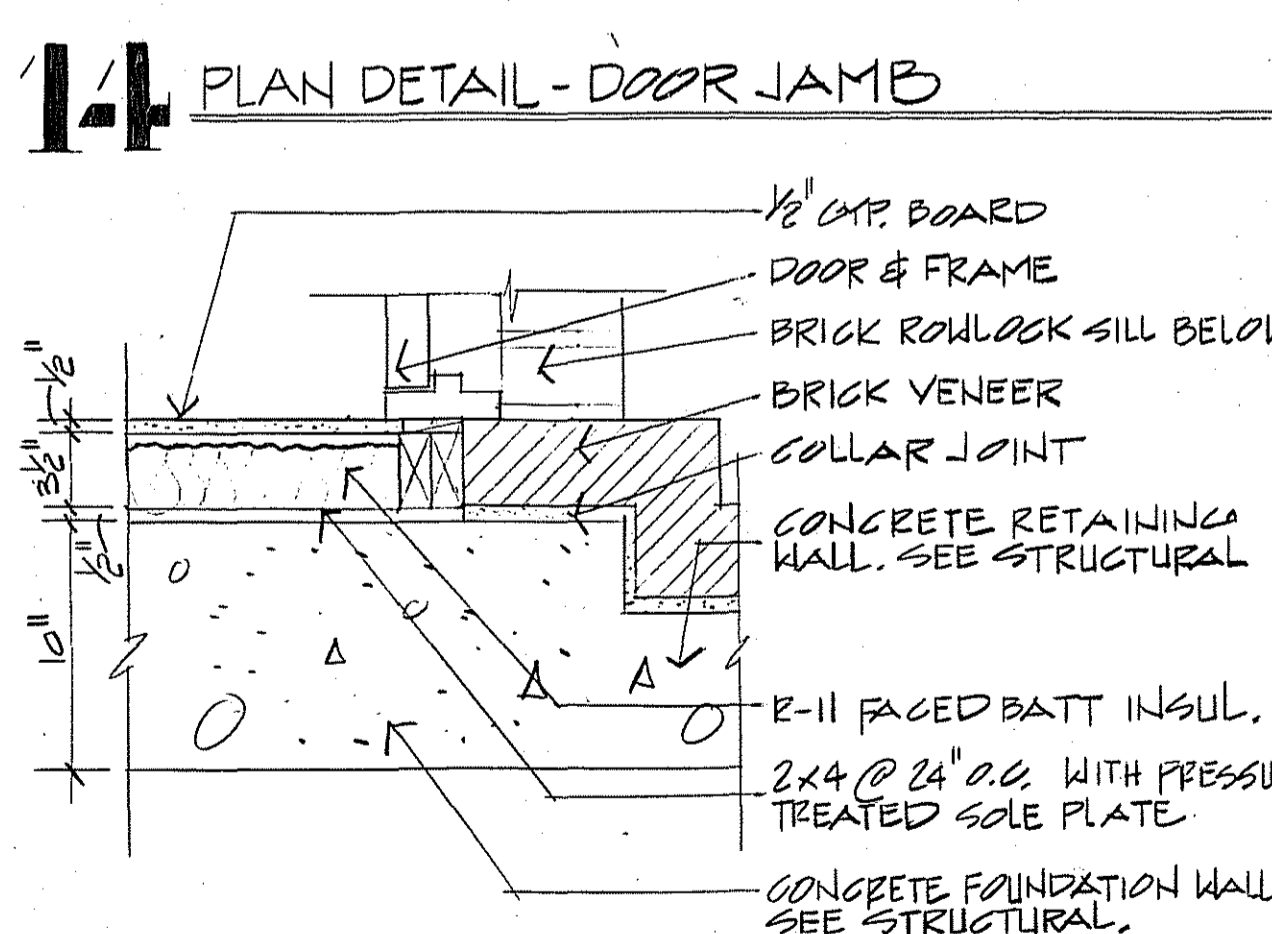 14 PLAN DETAIL - DOOR JAMB
1/2" GYP. BOARD
DOOR & FRAME
BRICK ROWLOCK SILL BELOW
BRICK VENEER
COLLAR JOINT
CONCRETE RETAINING
WALL. SEE STRUCTURAL
R-11 FACED BATT INSUL.
2x4 @ 24" O.C. WITH PRESSU
TREATED SOLE PLATE.
CONCRETE FOUNDATION WALL
SEE STRUCTURAL.
1/2"
3 1/2"
1/2"
10"